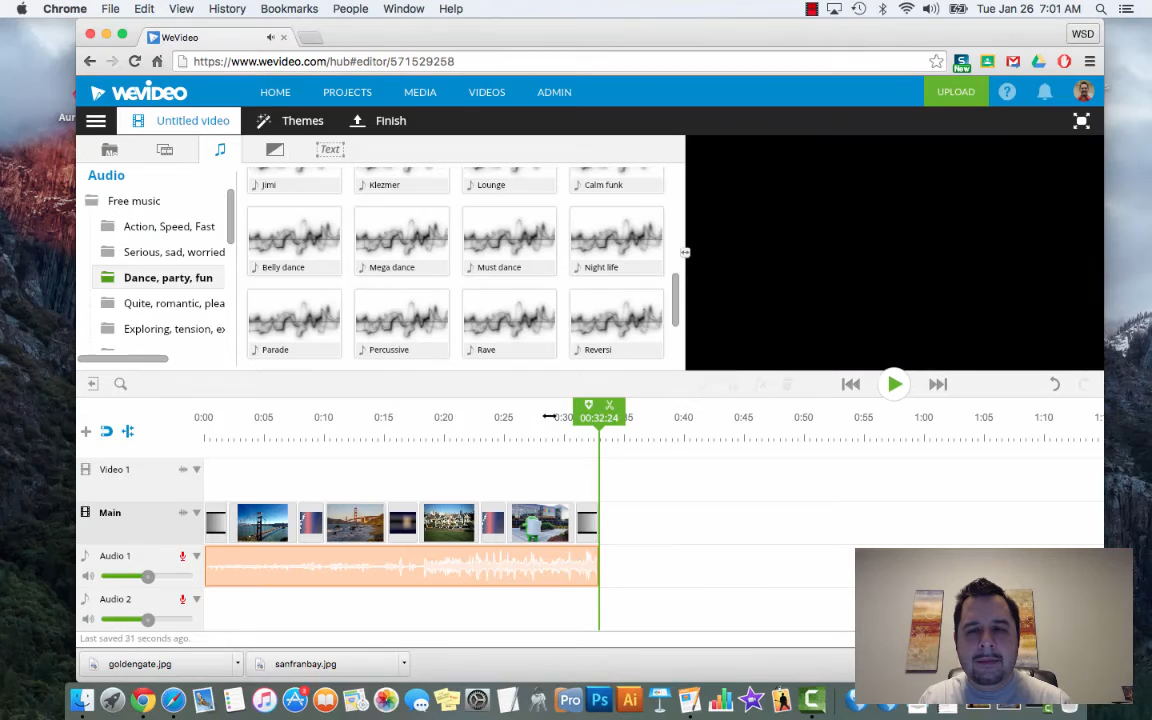 Chrome File Edit View History Bookmarks People Window Help Tue Jan 26 7:01 AM
WeVideo WSD
https://www.wevideo.com/hub#editor/571529258 New
wevideo HOME PROJECTS MEDIA VIDEOS ADMIN UPLOAD ?
Untitled video Themes Finish
Text
Audio
Jimi Klezmer Lounge Calm funk
Free music
Action, Speed, Fast
Serious, sad, worried
Belly dance Mega dance Must dance Night life
Dance, party, fun
Quite, romantic, plea
Exploring, tension, ex
Parade Percussive Rave Reversi
0:00 0:05 0:10 0:15 0:20 0:25 0:30 00:32:24 0:40 0:45 0:50 0:55 1:00 1:05 1:10 1:
Video 1
Main
Audio 1
Audio 2
Last saved 31 seconds ago.
goldengate.jpg sanfranbay.jpg
3 Pro Ps Ai